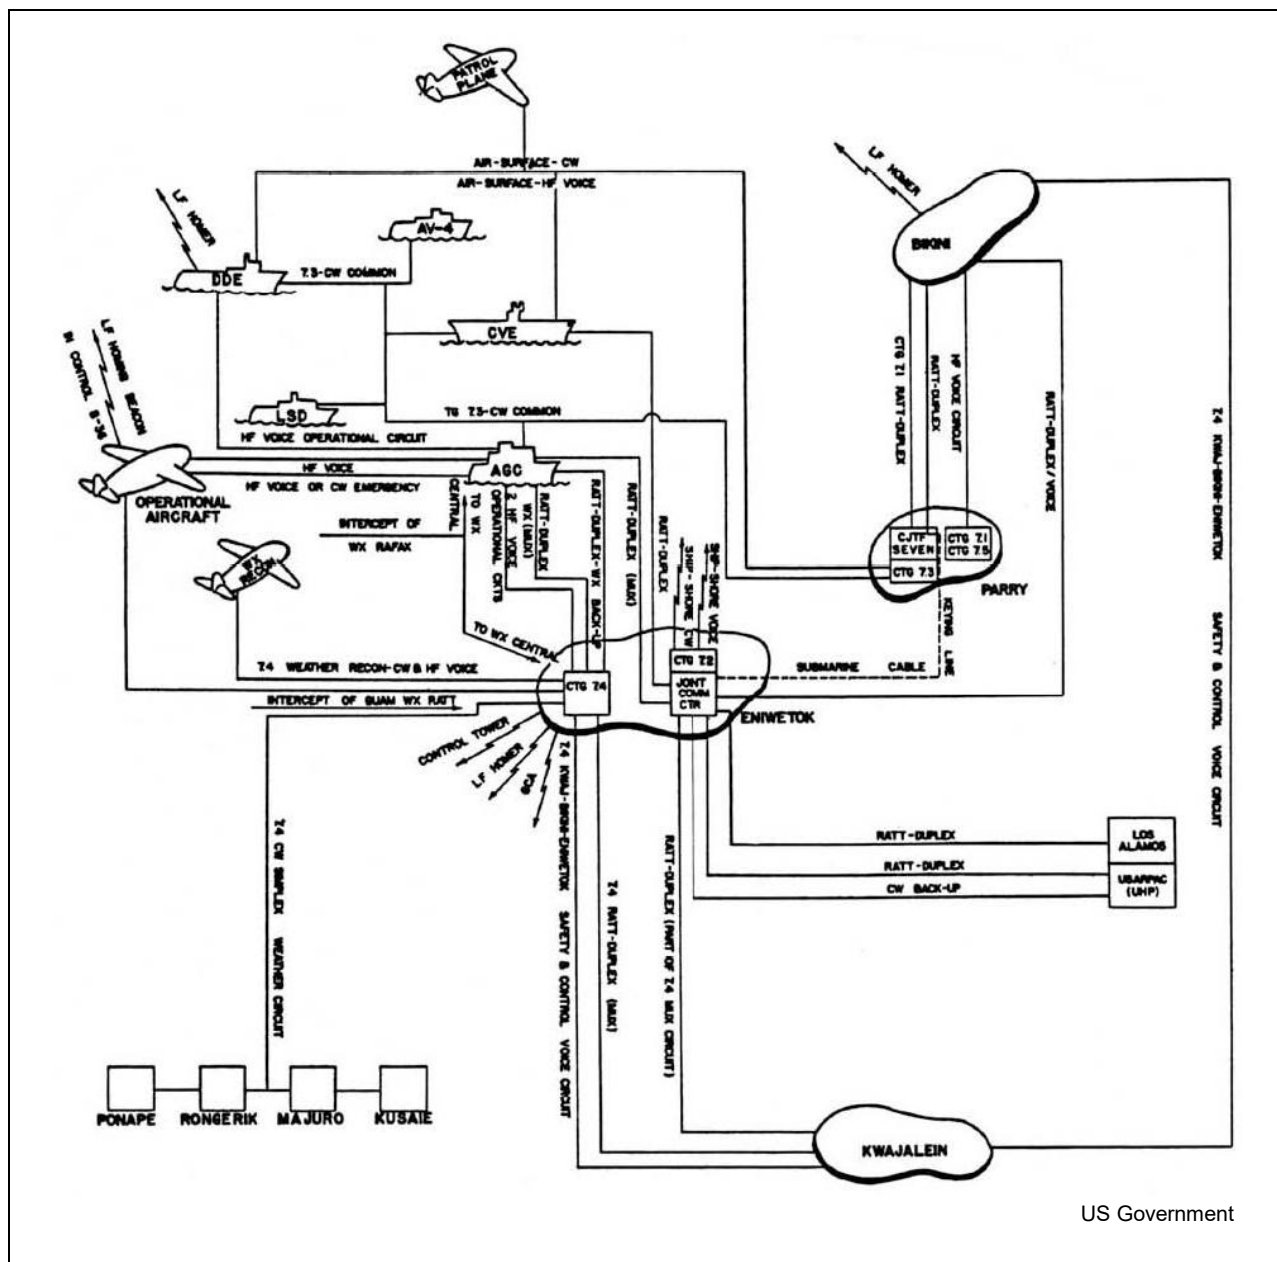 PATROL
PLANE
AIR-SURFACE-CW
AIR-SURFACE-HF VOICE
LF HOMER
LF HOMER
AV-4
DDE
7.3-CW COMMON
BIKINI
CVE
LF HOMING BEACON
IN CONTROL B-36
LSD
TG 7.3-CW COMMON
HF VOICE OPERATIONAL CIRCUIT
AGC
HF VOICE
HF VOICE OR CW EMERGENCY
OPERATIONAL
AIRCRAFT
INTERCEPT OF
WX RAFAX
WX
RECON
TO WX
CENTRAL
2 HF VOICE
OPERATIONAL CKTS
RATT-DUPLEX
WX (MUX)
RATT-DUPLEX-WX BACK-UP
RATT-DUPLEX (MUX)
RATT-DUPLEX
SHIP-SHORE CW
SHIP-SHORE VOICE
CTG 7.1 RATT-DUPLEX
RATT-DUPLEX
HF VOICE CIRCUIT
RATT-DUPLEX/VOICE
7.4 KWAJ-BIKINI-ENIWETOK SAFETY & CONTROL VOICE CIRCUIT
CJTF
SEVEN
CTG 7.3
CTG 7.1
CTG 7.5
PARRY
KEYING LINE
SUBMARINE CABLE
TO WX CENTRAL
7.4 WEATHER RECON-CW & HF VOICE
INTERCEPT OF GUAM WX RATT
CTG 7.4
CTG 7.2
JOINT
COMM
CTR
ENIWETOK
CONTROL TOWER
LF HOMER
GCA
7.4 KWAJ-BIKINI-ENIWETOK SAFETY & CONTROL VOICE CIRCUIT
7.4 RATT-DUPLEX (MUX)
RATT-DUPLEX (PART OF 7.4 MUX CIRCUIT)
7.4 CW SIMPLEX WEATHER CIRCUIT
RATT-DUPLEX
RATT-DUPLEX
CW BACK-UP
LOS
ALAMOS
USARPAC
(UHP)
PONAPE
RONGERIK
MAJURO
KUSAIE
KWAJALEIN
US Government